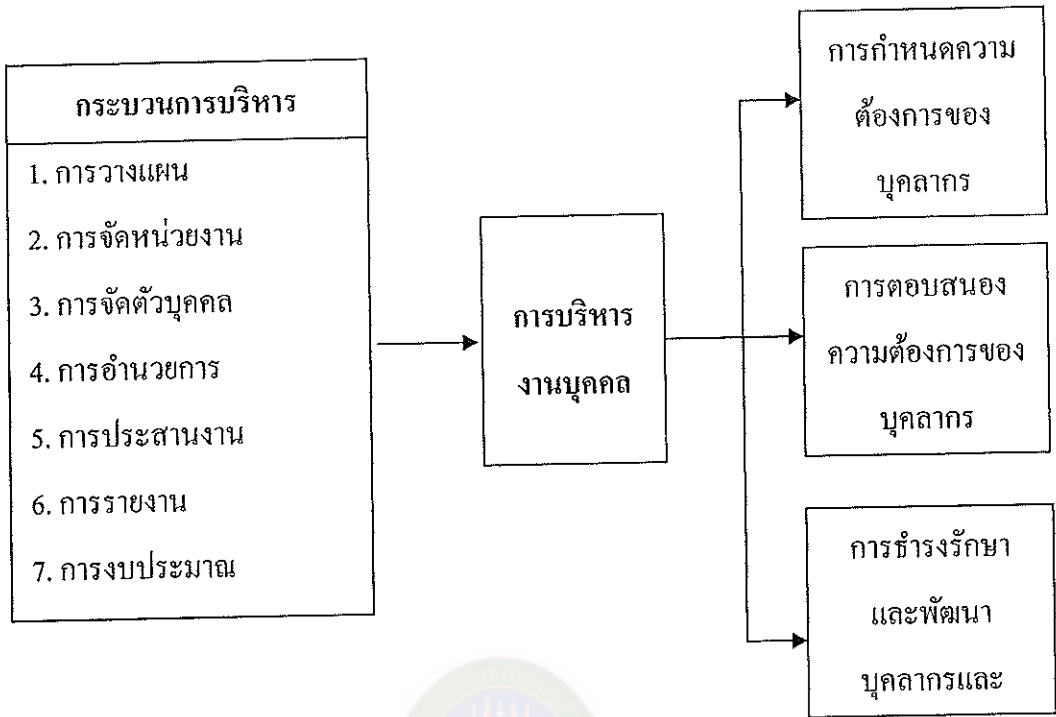 กระบวนการบริหาร
1. การวางแผน
2. การจัดหน่วยงาน
3. การจัดตัวบุคคล
4. การอำนวยการ
5. การประสานงาน
6. การรายงาน
7. การงบประมาณ
การบริหาร
งานบุคคล
การกำหนดความ
ต้องการของ
บุคลากร
การตอบสนอง
ความต้องการของ
บุคลากร
การธำรงรักษา
และพัฒนา
บุคลากรและ